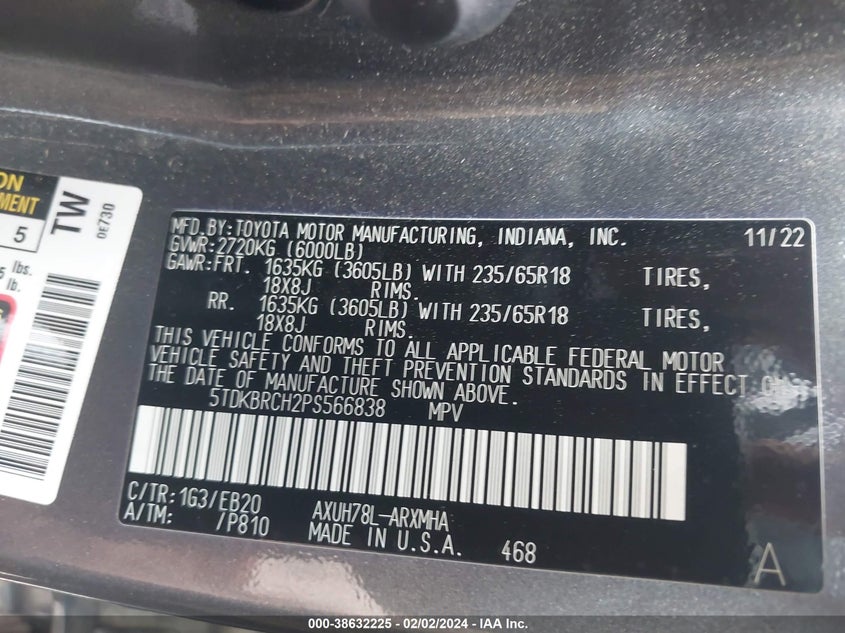 ON
MENT
5
lbs.
lb.
TW
0E730
MFD.BY:TOYOTA MOTOR MANUFACTURING, INDIANA, INC. 11/22
GVWR:2720KG (6000LB)
GAWR:FRT. 1635KG (3605LB) WITH 235/65R18 TIRES,
18X8J RIMS.
RR. 1635KG (3605LB) WITH 235/65R18 TIRES,
18X8J RIMS.
THIS VEHICLE CONFORMS TO ALL APPLICABLE FEDERAL MOTOR
VEHICLE SAFETY AND THEFT PREVENTION STANDARDS IN EFFECT ON
THE DATE OF MANUFACTURE SHOWN ABOVE.
5TDKBRCH2PS566838 MPV
C/TR:1G3/EB20 AXUH78L-ARXMHA
A/TM: /P810 MADE IN U.S.A. 468
A
000-38632225 - 02/02/2024 - IAA Inc.